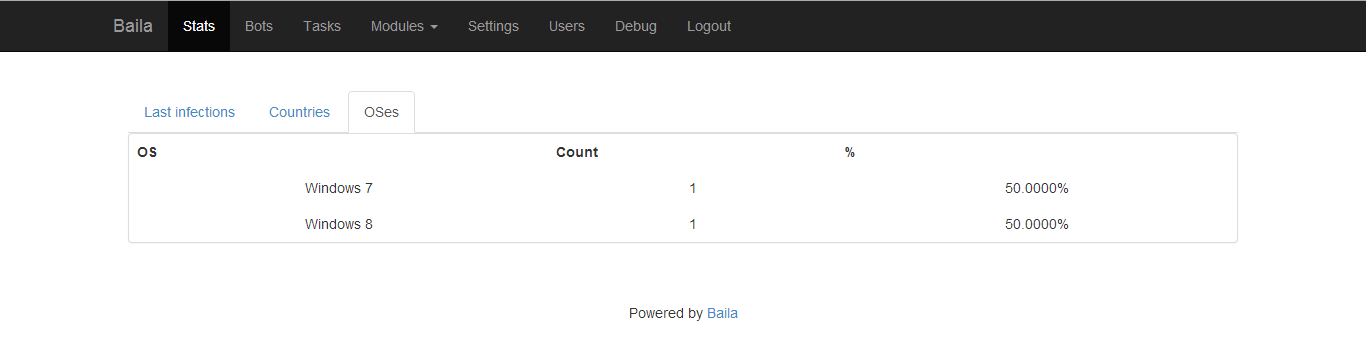 Baila Stats Bots Tasks Modules Settings Users Debug Logout
Last infections Countries OSes
OS Count %
Windows 7 1 50.0000%
Windows 8 1 50.0000%
Powered by Baila